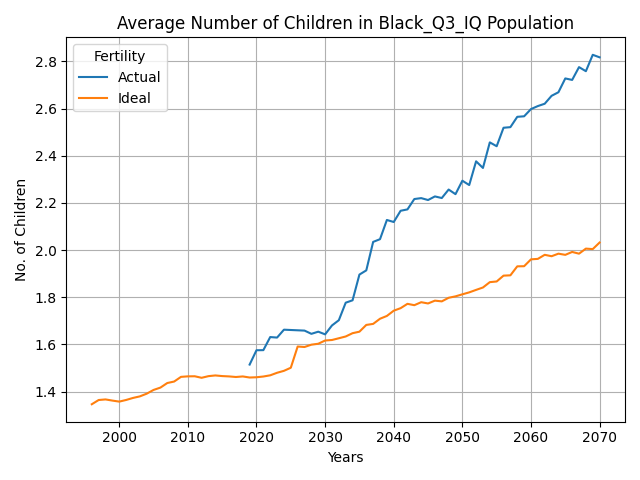 Average Number of Children in Black_Q3_IQ Population
Fertility
Actual
Ideal
No. of Children
2.8
2.6
2.4
2.2
2.0
1.8
1.6
1.4
2000 2010 2020 2030 2040 2050 2060 2070
Years